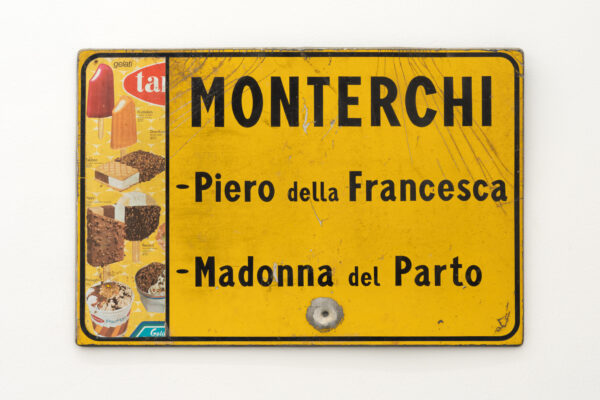 gelati
MONTERCHI
-Piero della Francesca
-Madonna del Parto